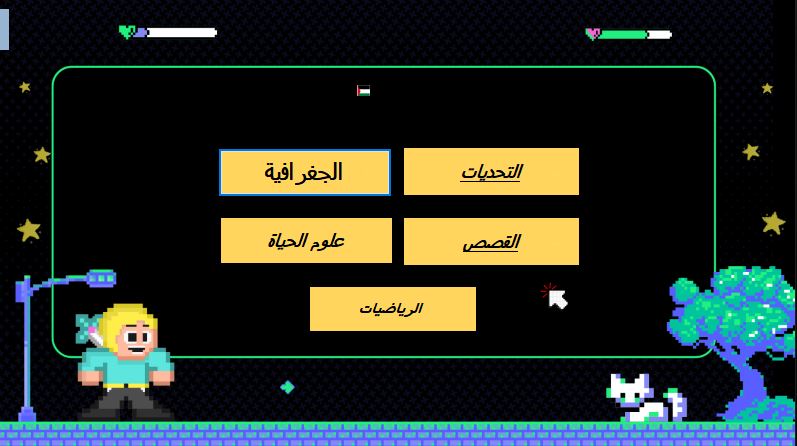 التحديات
الجغرافية
القصص
علوم الحياة
الرياضيات